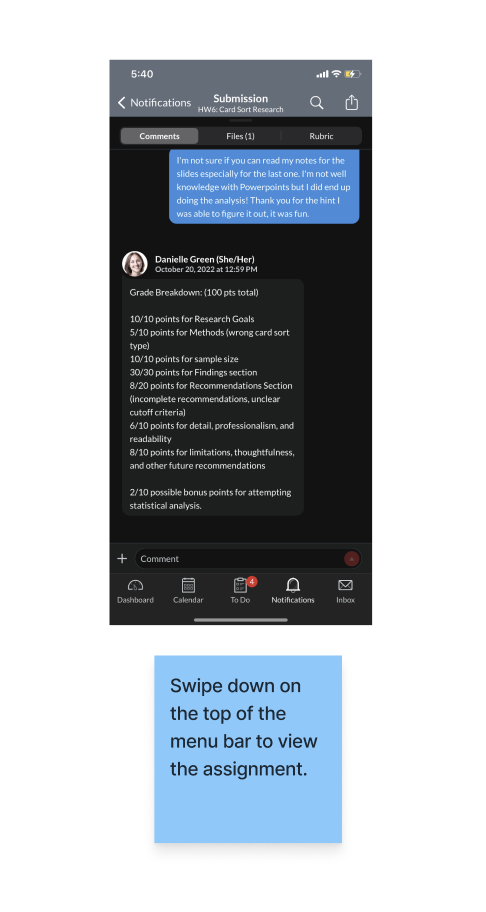 5:40
Notifications
Submission
HW6: Card Sort Research
Comments
Files (1)
Rubric
I'm not sure if you can read my notes for the
slides especially for the last one. I'm not well
knowledge with Powerpoints but I did end up
doing the analysis! Thank you for the hint I
was able to figure it out, it was fun.
Danielle Green (She/Her)
October 20, 2022 at 12:59 PM
Grade Breakdown: (100 pts total)
10/10 points for Research Goals
5/10 points for Methods (wrong card sort
type)
10/10 points for sample size
30/30 points for Findings section
8/20 points for Recommendations Section
(incomplete recommendations, unclear
cutoff criteria)
6/10 points for detail, professionalism, and
readability
8/10 points for limitations, thoughtfulness,
and other future recommendations
2/10 possible bonus points for attempting
statistical analysis.
Comment
4
Dashboard
Calendar
To Do
Notifications
Inbox
Swipe down on
the top of the
menu bar to view
the assignment.